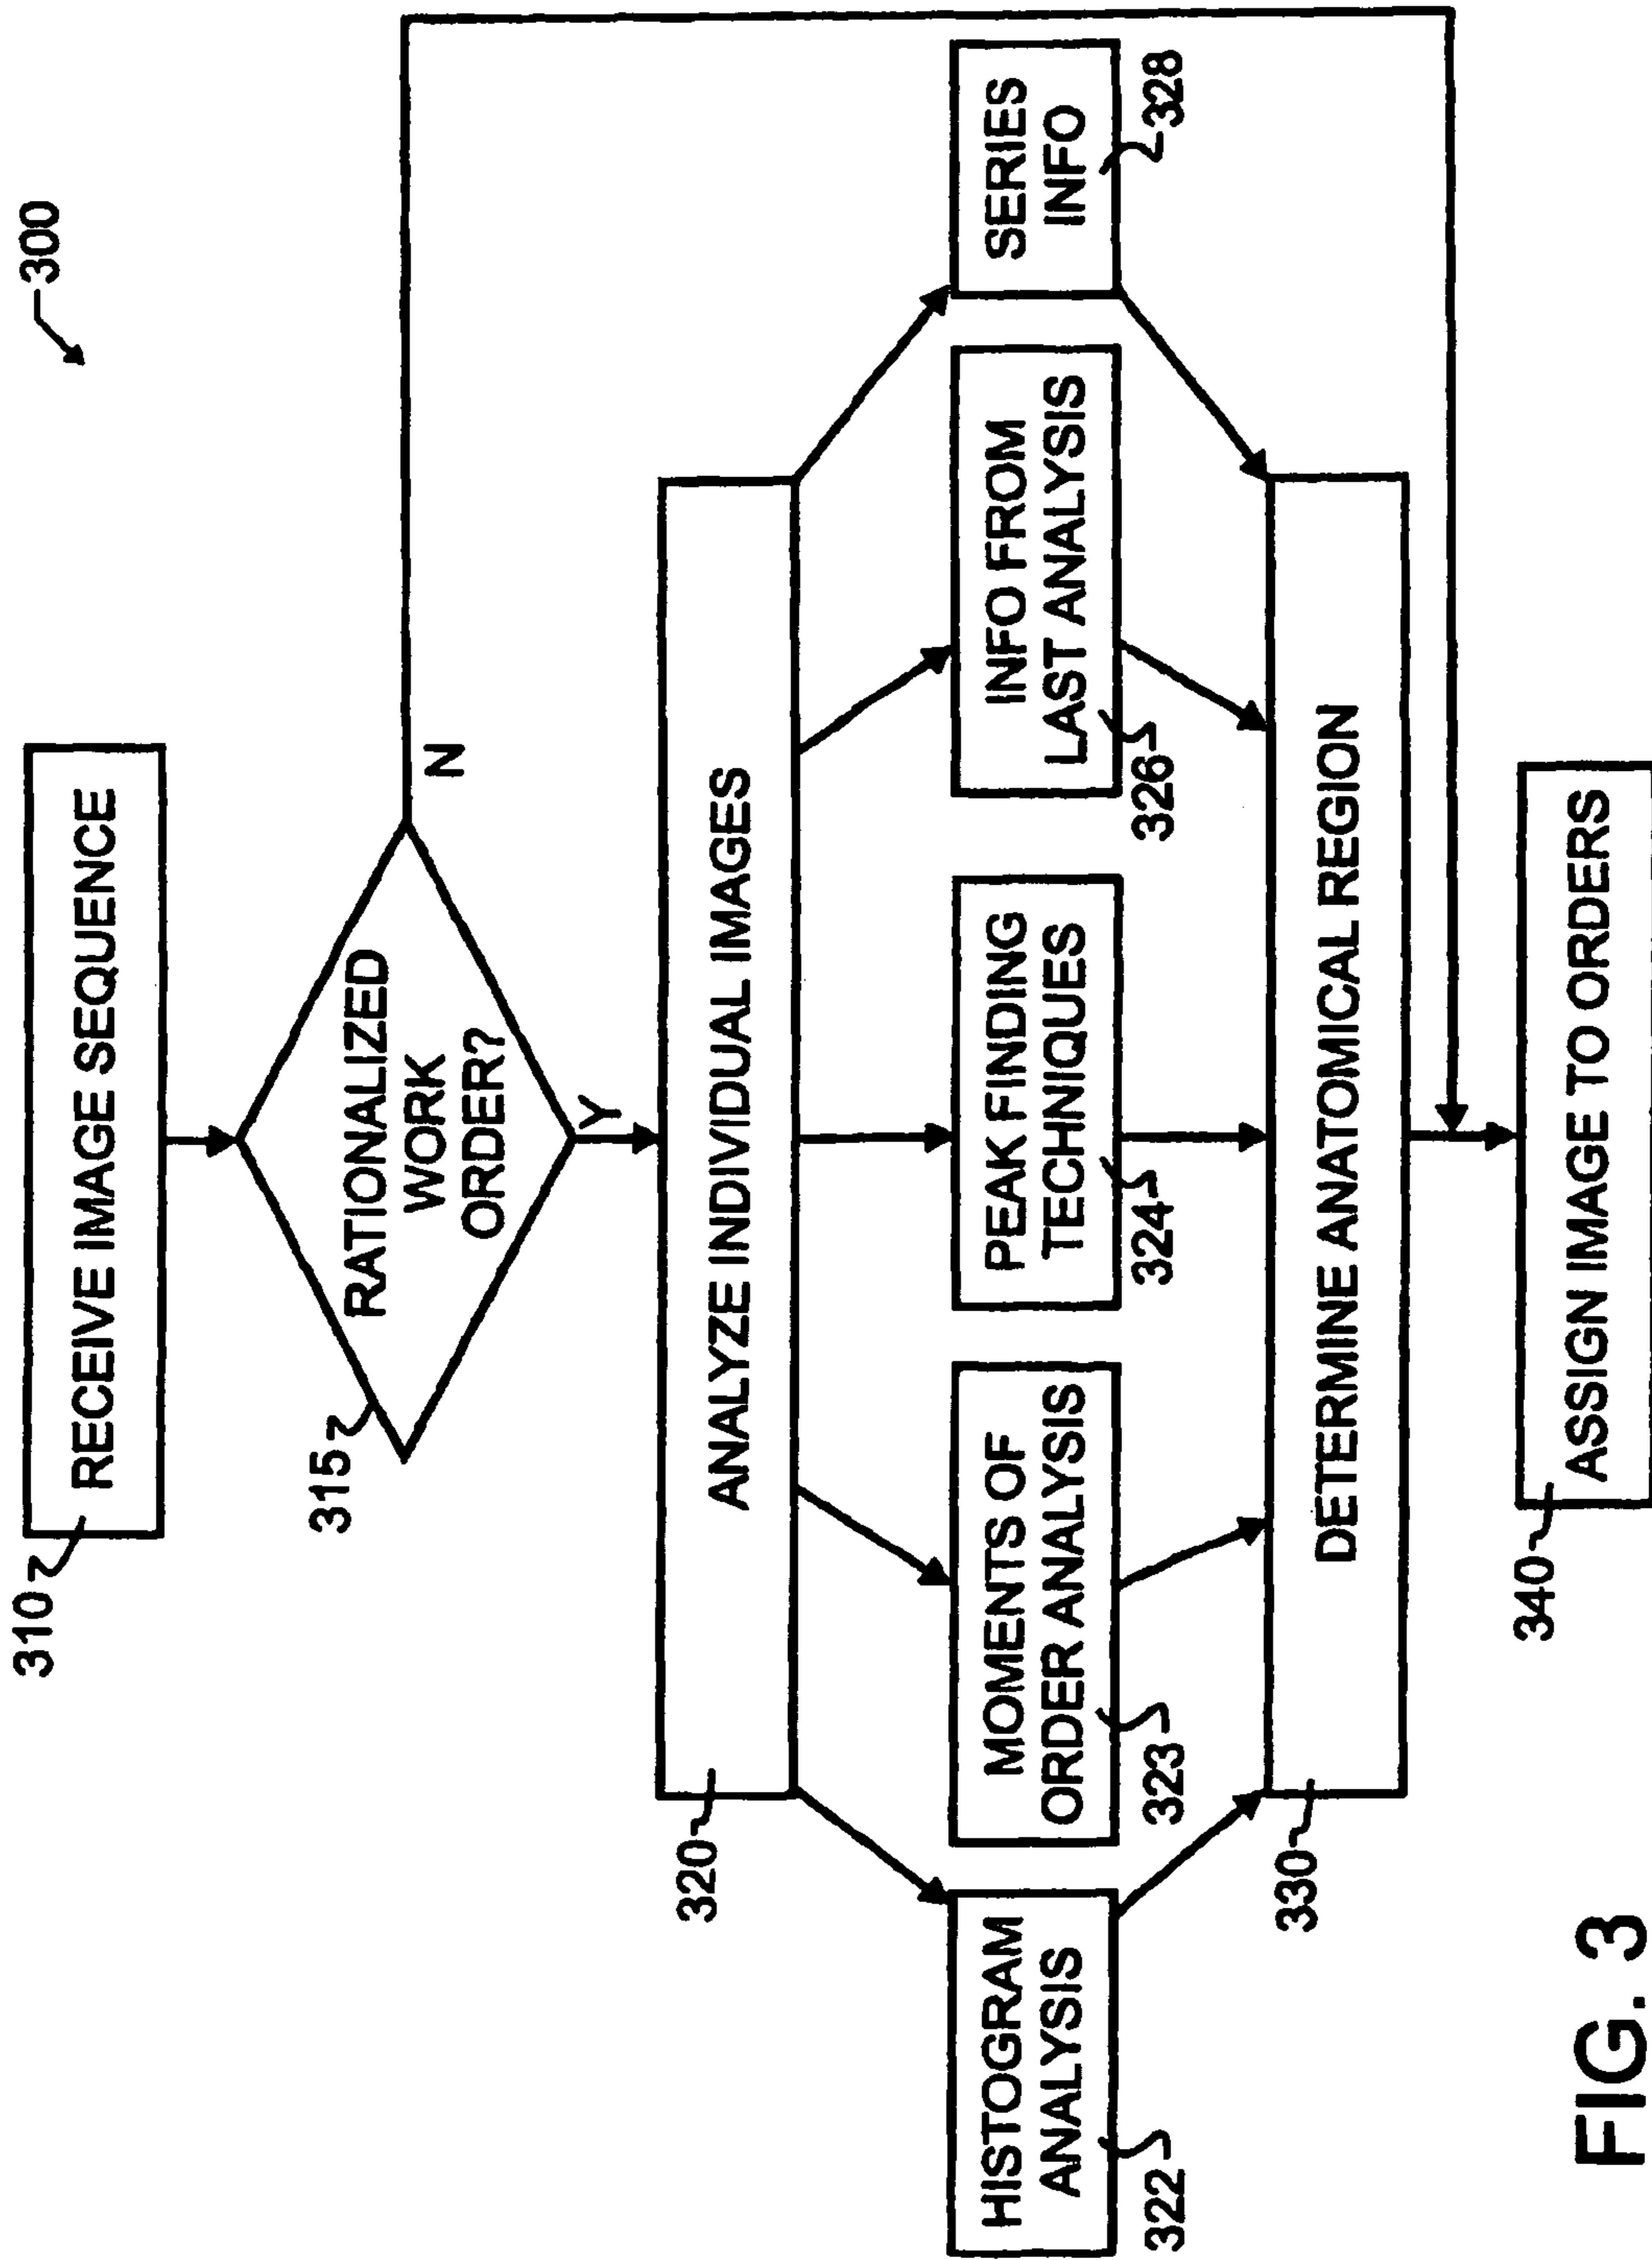 300
310
RECEIVE IMAGE SEQUENCE
315
RATIONALIZED
WORK
ORDER?
N
Y
320
ANALYZE INDIVIDUAL IMAGES
HISTOGRAM
ANALYSIS
322
MOMENTS OF
ORDER ANALYSIS
323
PEAK FINDING
TECHNIQUES
324
INFO FROM
LAST ANALYSIS
326
SERIES
INFO
328
330
DETERMINE ANATOMICAL REGION
340
ASSIGN IMAGE TO ORDERS
FIG. 3